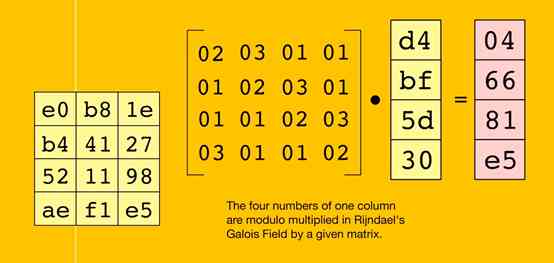 e0 b8 1e
b4 41 27
52 11 98
ae f1 e5
02 03 01 01
01 02 03 01
01 01 02 03
03 01 01 02
•
d4
bf
5d
30
=
04
66
81
e5
The four numbers of one column
are modulo multiplied in Rijndael's
Galois Field by a given matrix.